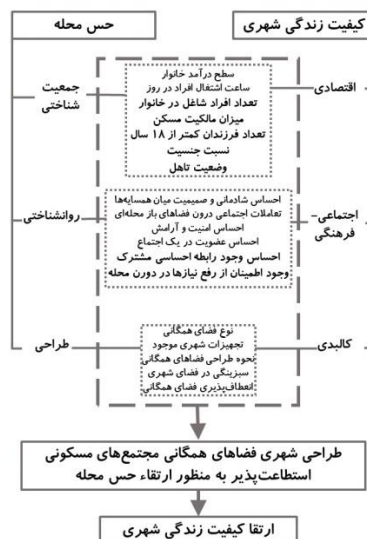 کیفیت زندگی شهری
حس محله
اقتصادی
جمعیت
شناختی
سطح درآمد خانوار
ساعت اشتغال افراد در روز
تعداد افراد شاغل در خانوار
میزان مالکیت مسکن
تعداد فرزندان کمتر از ۱۸ سال
نسبت جنسیت
وضعیت تاهل
اجتماعی-
فرهنگی
روانشناختی
احساس شادمانی و صمیمیت میان همسایه‌ها
تعاملات اجتماعی درون فضاهای باز محله‌ای
احساس امنیت و آرامش
احساس عضویت در یک اجتماع
احساس وجود رابطه احساسی مشترک
وجود اطمینان از رفع نیازها در دورن محله
کالبدی
طراحی
نوع فضای همگانی
تجهیزات شهری موجود
نحوه طراحی فضاهای همگانی
سبزینگی در فضای شهری
انعطاف‌پذیری فضای همگانی
طراحی شهری فضاهای همگانی مجتمع‌های مسکونی
استطاعت‌پذیر به منظور ارتقاء حس محله
ارتقا کیفیت زندگی شهری